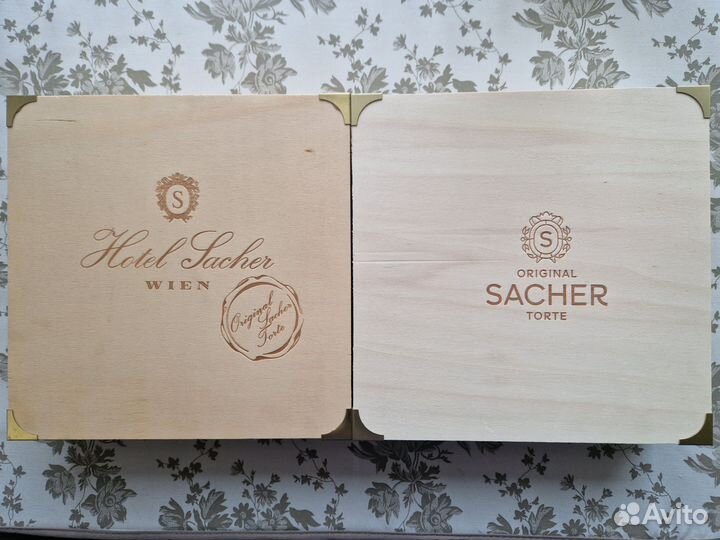 S
Hotel Sacher
WIEN
Original
Sacher
Torte
S
ORIGINAL
SACHER
TORTE
Avito